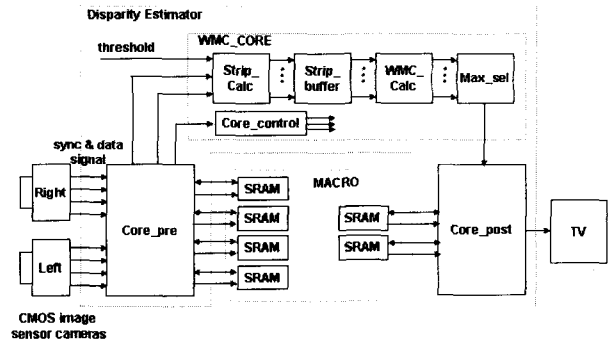 Disparity Estimator
threshold
WMC_CORE
Strip_
Calc
Strip_
buffer
WMC_
Calc
Max_sel
Core_control
sync & data
signal
Right
Left
Core_pre
SRAM
SRAM
SRAM
SRAM
MACRO
SRAM
SRAM
Core_post
TV
CMOS image
sensor cameras